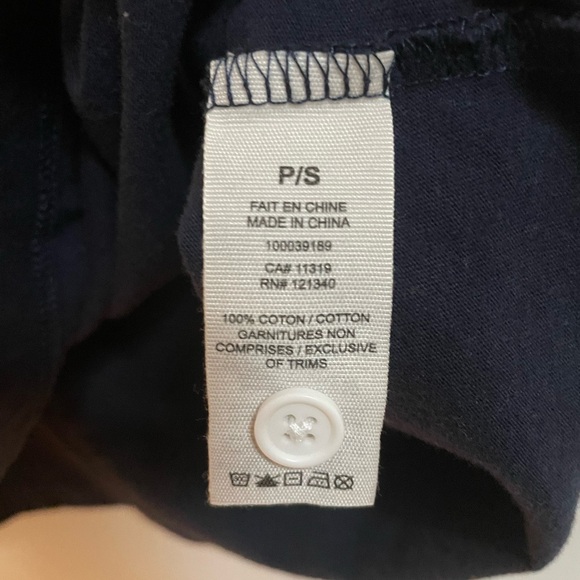 P/S
FAIT EN CHINE
MADE IN CHINA
100039189
CA# 11319
RN# 121340
100% COTON / COTTON
GARNITURES NON
COMPRISES / EXCLUSIVE
OF TRIMS